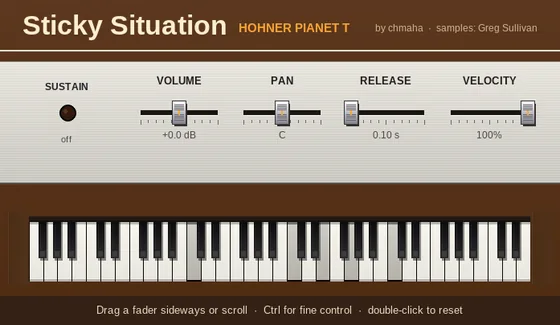 Sticky Situation HOHNER PIANET T by chmaha · samples: Greg Sullivan
SUSTAIN VOLUME PAN RELEASE VELOCITY
off +0.0 dB C 0.10 s 100%
Drag a fader sideways or scroll · Ctrl for fine control · double-click to reset